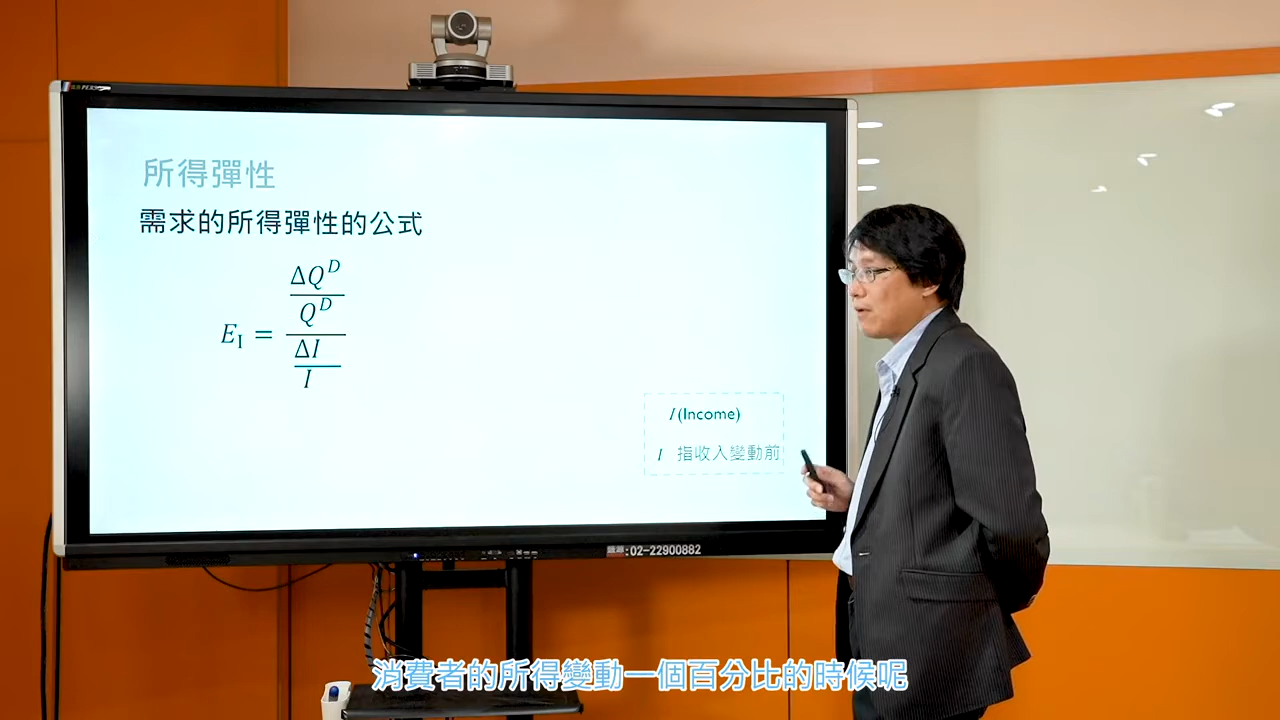 所得彈性
需求的所得彈性的公式
ΔQ^D
Q^D
E_I =
ΔI
I
I (Income)
I 指收入變動前
:02-22900882
消費者的所得變動一個百分比的時候呢